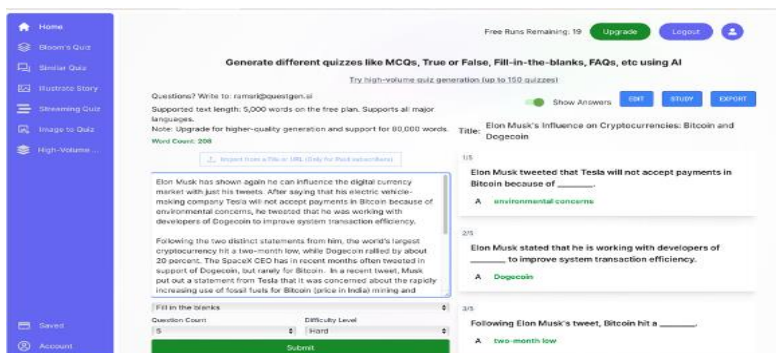 Home
Bloom's Quiz
Similar Quiz
Illustrate Story
Streaming Quiz
Image to Quiz
High-Volume ...
Saved
Account
Free Runs Remaining: 19
Upgrade
Logout
Generate different quizzes like MCQs, True or False, Fill-in-the-blanks, FAQs, etc using AI
Try high-volume quiz generation (up to 150 quizzes)
Questions? Write to: ramsri@questgen.ai
Supported text length: 5,000 words on the free plan. Supports all major
languages.
Note: Upgrade for higher-quality generation and support for 80,000 words.
Word Count: 208
Import from a File or URL (Only for Paid subscribers)
Elon Musk has shown again he can influence the digital currency
market with just his tweets. After saying that his electric vehicle-
making company Tesla will not accept payments in Bitcoin because of
environmental concerns, he tweeted that he was working with
developers of Dogecoin to improve system transaction efficiency.
Following the two distinct statements from him, the world's largest
cryptocurrency hit a two-month low, while Dogecoin rallied by about
20 percent. The SpaceX CEO has in recent months often tweeted in
support of Dogecoin, but rarely for Bitcoin. In a recent tweet, Musk
put out a statement from Tesla that it was concerned about the rapidly
increasing use of fossil fuels for Bitcoin (price in India) mining and
Fill in the blanks
Question Count
Difficulty Level
5
Hard
Submit
Show Answers
EDIT
STUDY
EXPORT
Title:
Elon Musk's Influence on Cryptocurrencies: Bitcoin and
Dogecoin
1/5
Elon Musk tweeted that Tesla will not accept payments in
Bitcoin because of ______.
A environmental concerns
2/5
Elon Musk stated that he is working with developers of
______ to improve system transaction efficiency.
A Dogecoin
3/5
Following Elon Musk's tweet, Bitcoin hit a ______.
A two-month low